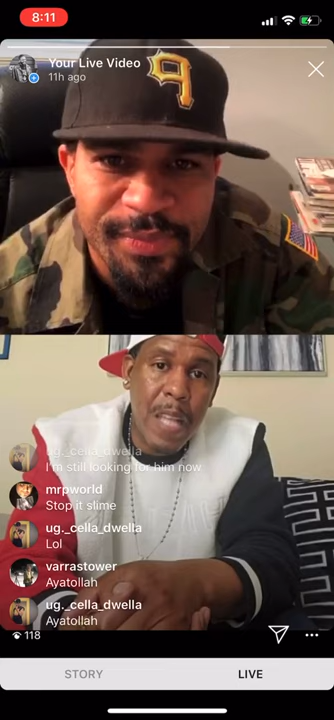 8:11
Your Live Video
11h ago
P
ug._cella_dwella
I'm still looking for him now
mrpworld
Stop it slime
ug._cella_dwella
Lol
varrastower
Ayatollah
ug._cella_dwella
Ayatollah
118
STORY
LIVE